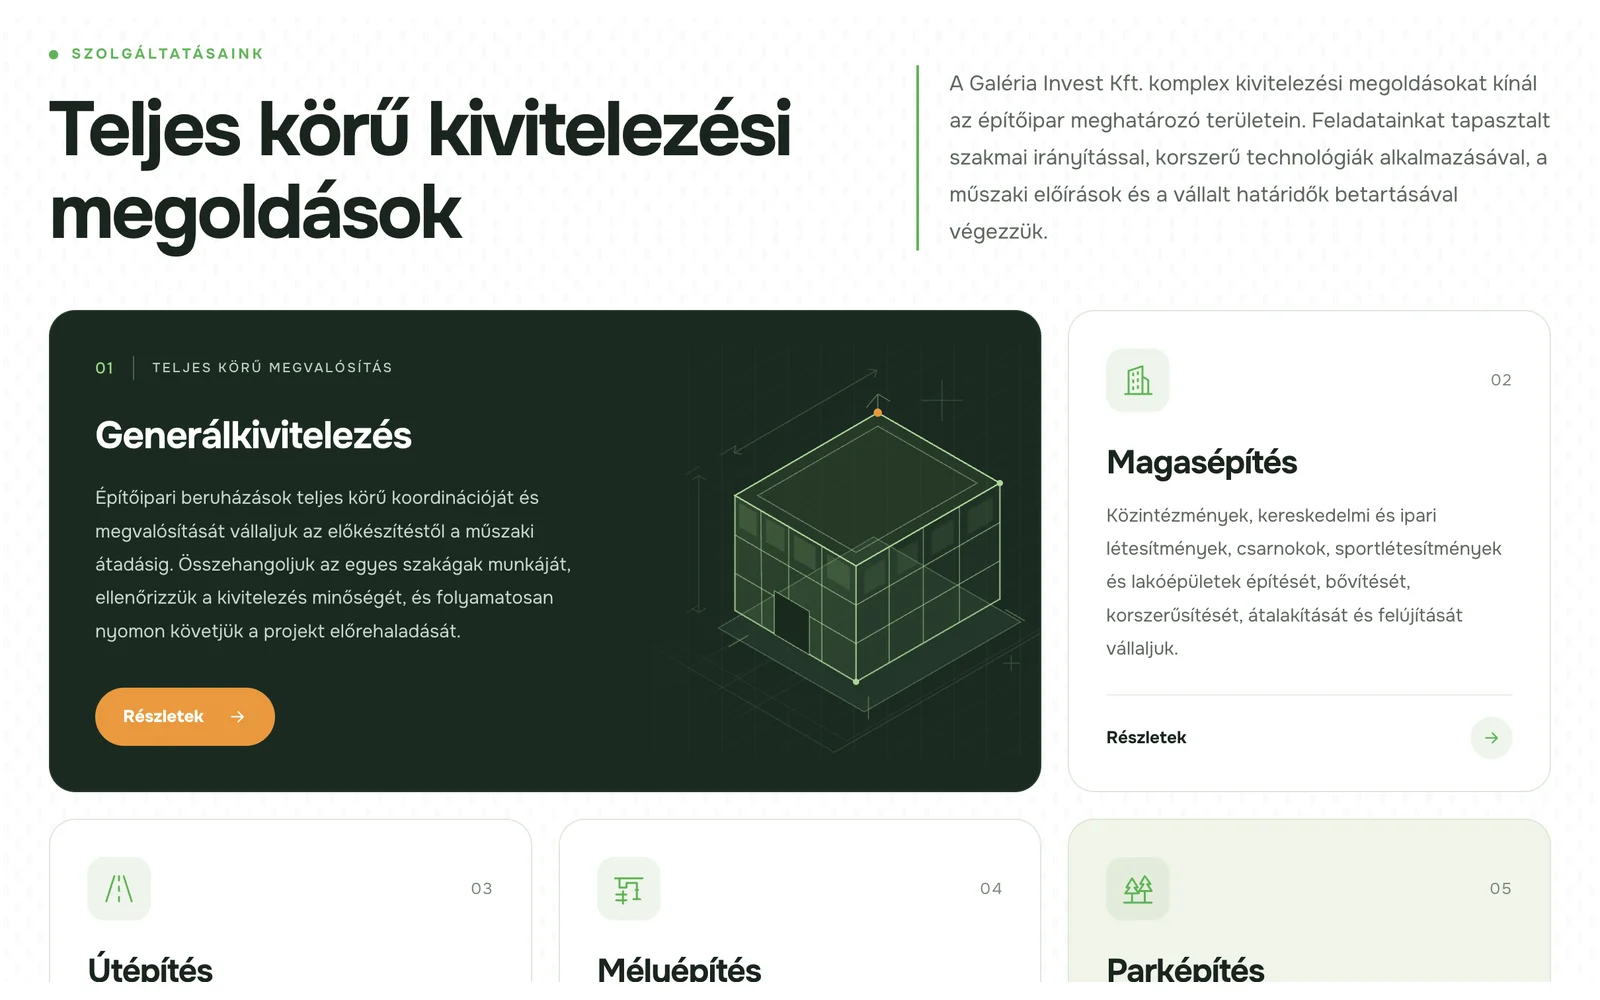 SZOLGÁLTATÁSAINK
Teljes körű kivitelezési
megoldások
A Galéria Invest Kft. komplex kivitelezési megoldásokat kínál
az építőipar meghatározó területein. Feladatainkat tapasztalt
szakmai irányítással, korszerű technológiák alkalmazásával, a
műszaki előírások és a vállalt határidők betartásával
végezzük.
01
TELJES KÖRŰ MEGVALÓSÍTÁS
Generálkivitelezés
Építőipari beruházások teljes körű koordinációját és
megvalósítását vállaljuk az előkészítéstől a műszaki
átadásig. Összehangoljuk az egyes szakágak munkáját,
ellenőrizzük a kivitelezés minőségét, és folyamatosan
nyomon követjük a projekt előrehaladását.
Részletek
02
Magasépítés
Közintézmények, kereskedelmi és ipari
létesítmények, csarnokok, sportlétesítmények
és lakóépületek építését, bővítését,
korszerűsítését, átalakítását és felújítását
vállaljuk.
Részletek
03
Útépítés
04
Mélyépítés
05
Parképítés